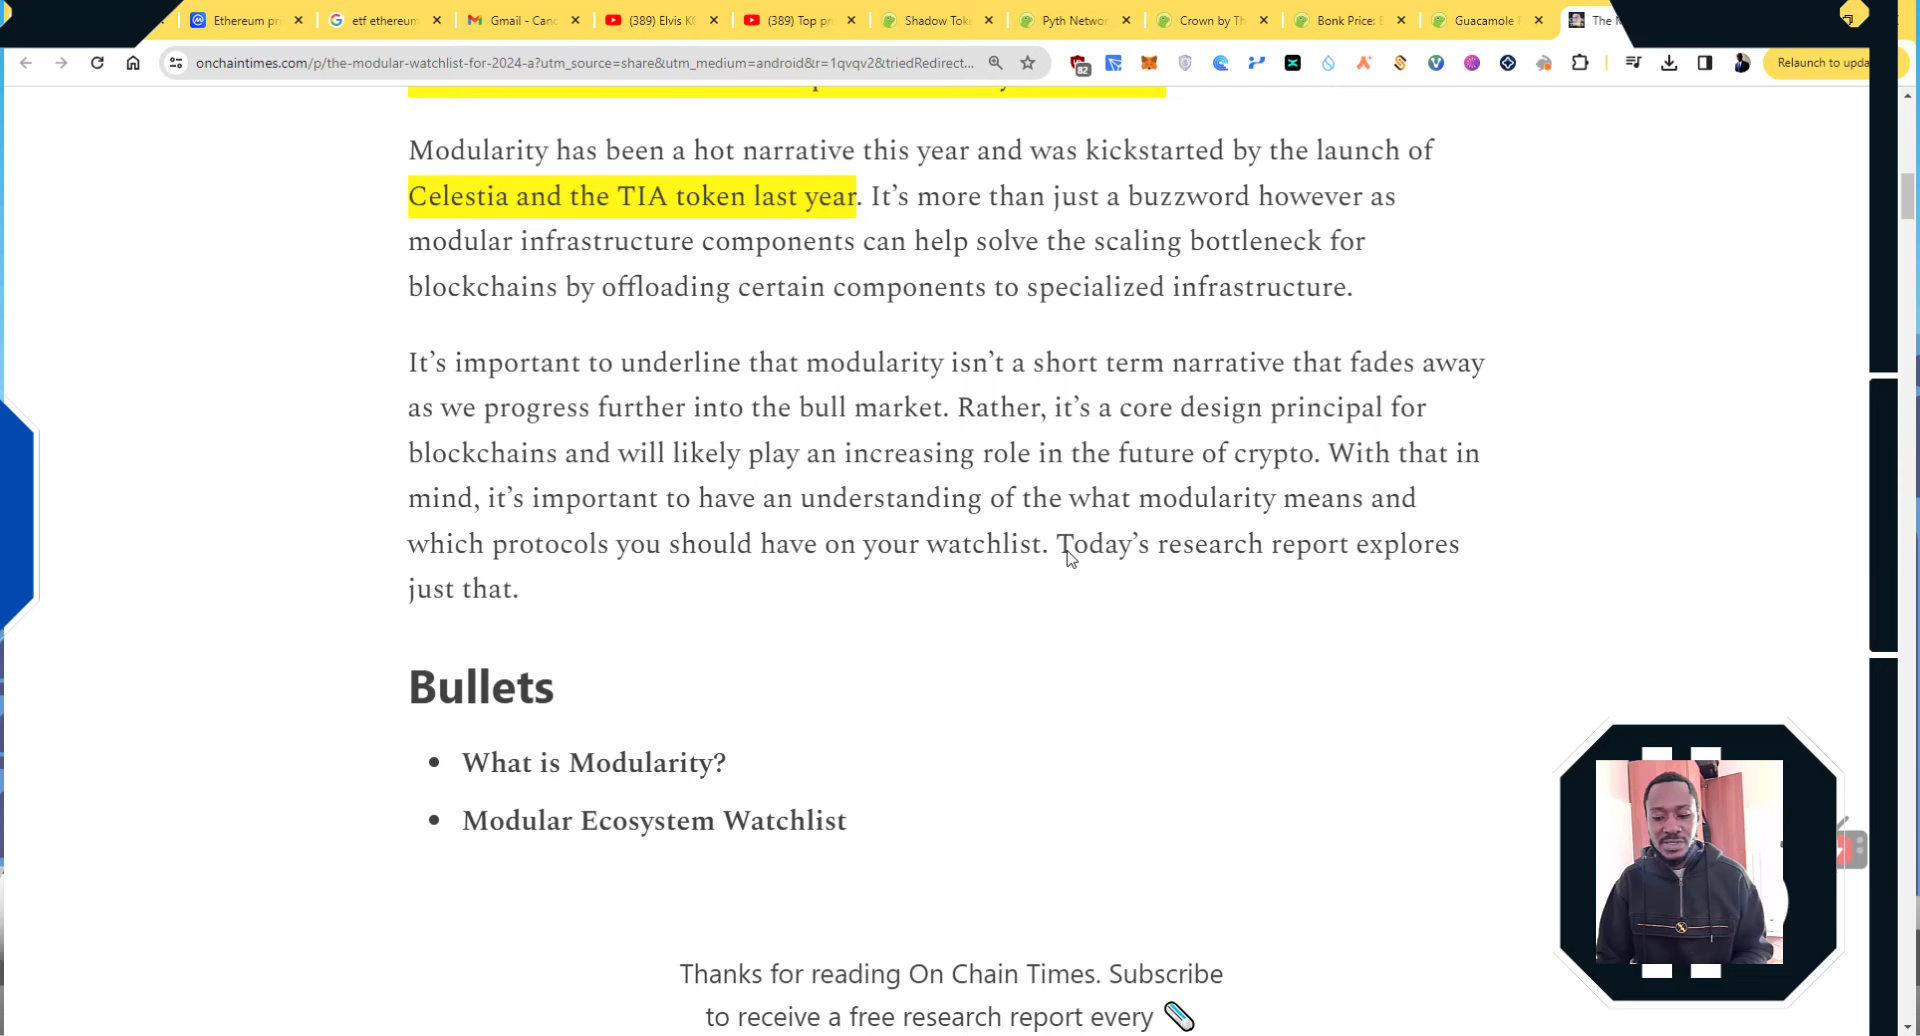 Ethereum pri
etf ethereum
Gmail - Canc
(389) Elvis K
(389) Top pr
Shadow Tok
Pyth Networ
Crown by Th
Bonk Price:
Guacamole
The
onchaintimes.com/p/the-modular-watchlist-for-2024-a?utm_source=share&utm_medium=android&r=1qvqv2&triedRedirect...
82
Relaunch to upda
Modularity has been a hot narrative this year and was kickstarted by the launch of
Celestia and the TIA token last year. It’s more than just a buzzword however as
modular infrastructure components can help solve the scaling bottleneck for
blockchains by offloading certain components to specialized infrastructure.
It’s important to underline that modularity isn’t a short term narrative that fades away
as we progress further into the bull market. Rather, it’s a core design principal for
blockchains and will likely play an increasing role in the future of crypto. With that in
mind, it’s important to have an understanding of the what modularity means and
which protocols you should have on your watchlist. Today’s research report explores
just that.
Bullets
• What is Modularity?
• Modular Ecosystem Watchlist
Thanks for reading On Chain Times. Subscribe
to receive a free research report every